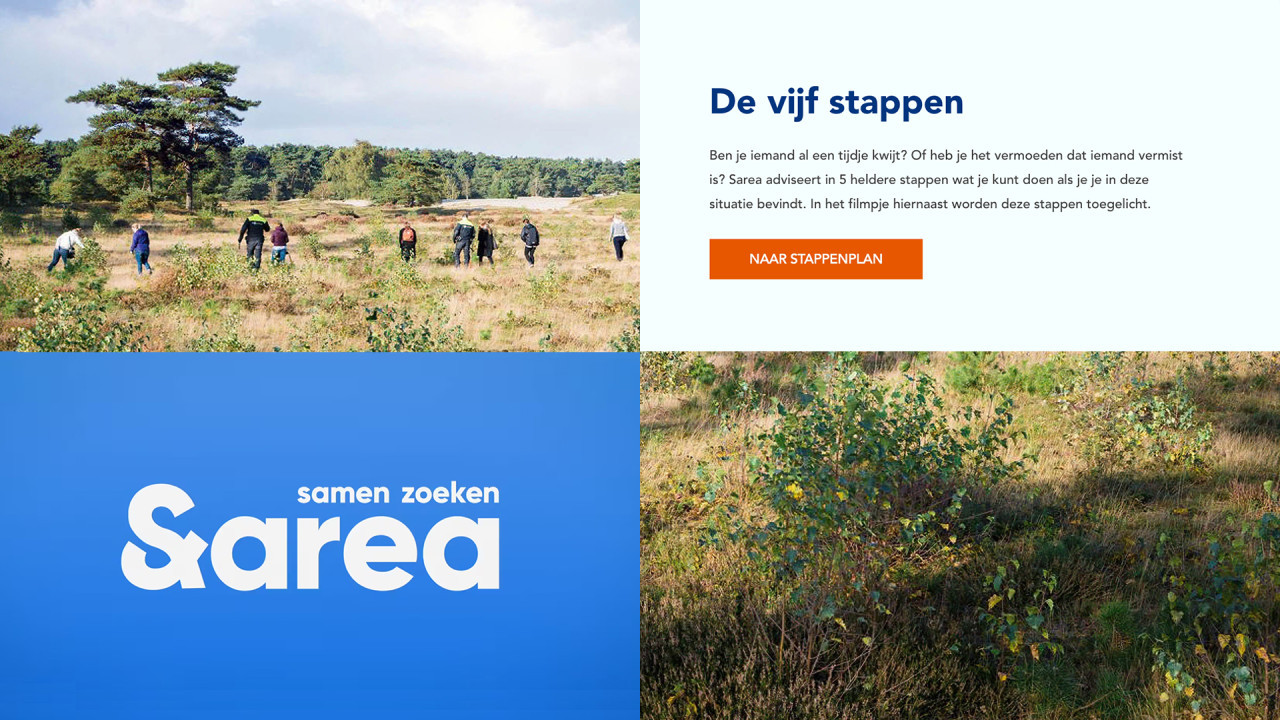 De vijf stappen
Ben je iemand al een tijdje kwijt? Of heb je het vermoeden dat iemand vermist
is? Sarea adviseert in 5 heldere stappen wat je kunt doen als je je in deze
situatie bevindt. In het filmpje hiernaast worden deze stappen toegelicht.
NAAR STAPPENPLAN
samen zoeken
Sarea